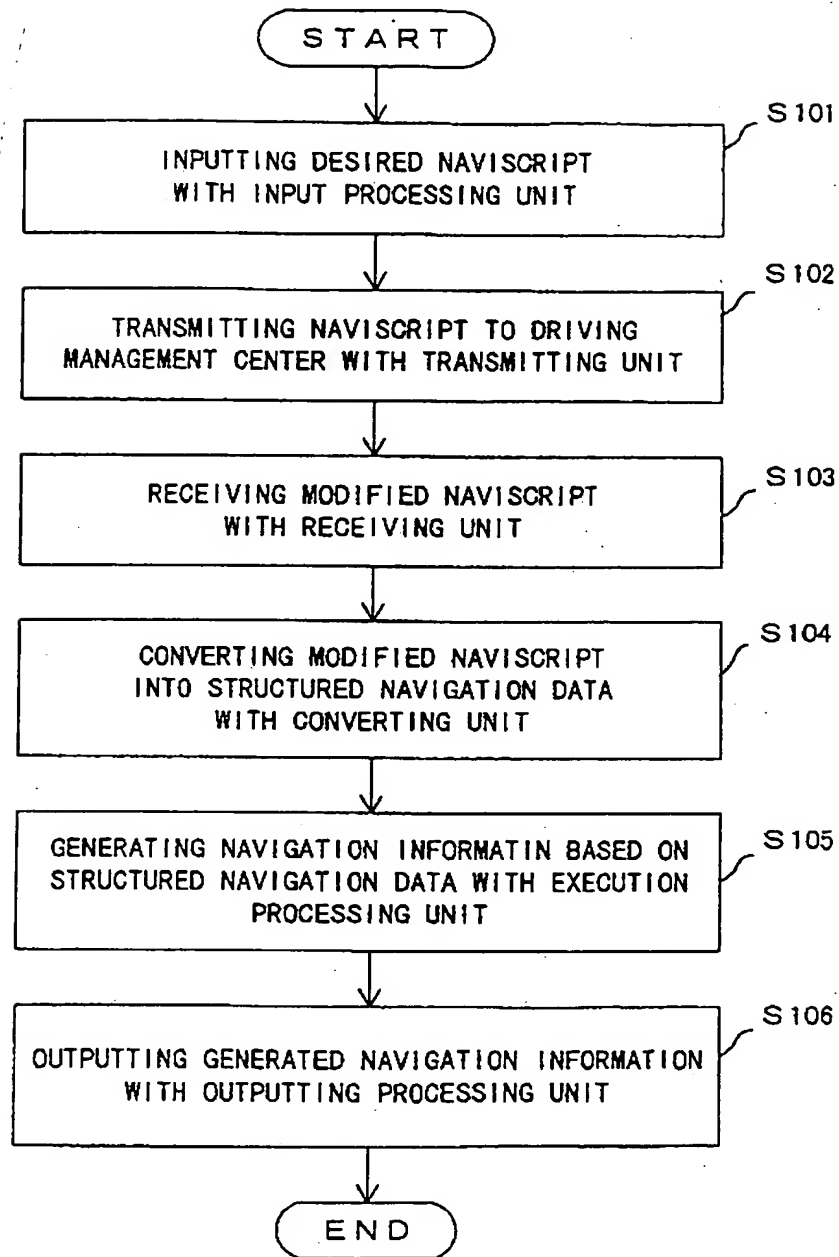 START
S101
INPUTTING DESIRED NAVISCRIPT
WITH INPUT PROCESSING UNIT
S102
TRANSMITTING NAVISCRIPT TO DRIVING
MANAGEMENT CENTER WITH TRANSMITTING UNIT
S103
RECEIVING MODIFIED NAVISCRIPT
WITH RECEIVING UNIT
S104
CONVERTING MODIFIED NAVISCRIPT
INTO STRUCTURED NAVIGATION DATA
WITH CONVERTING UNIT
S105
GENERATING NAVIGATION INFORMATIN BASED ON
STRUCTURED NAVIGATION DATA WITH EXECUTION
PROCESSING UNIT
S106
OUTPUTTING GENERATED NAVIGATION INFORMATION
WITH OUTPUTTING PROCESSING UNIT
END